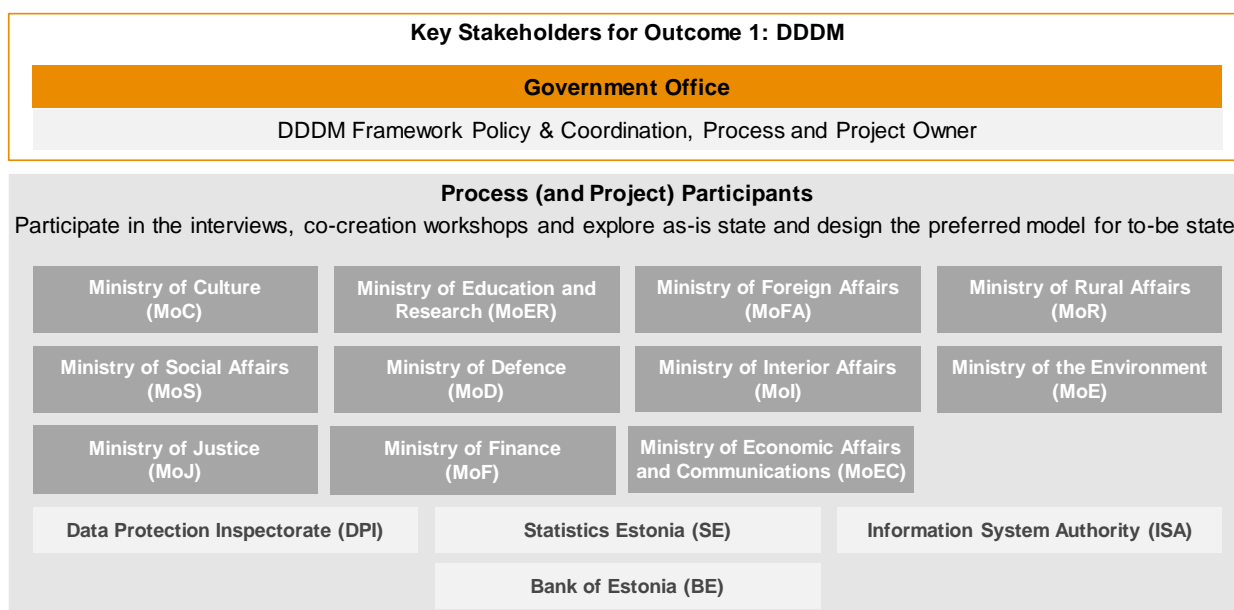 Key Stakeholders for Outcome 1: DDDM
Government Office
DDDM Framework Policy & Coordination, Process and Project Owner
Process (and Project) Participants
Participate in the interviews, co-creation workshops and explore as-is state and design the preferred model for to-be state
Ministry of Culture
(MoC)
Ministry of Education and
Research (MoER)
Ministry of Foreign Affairs
(MoFA)
Ministry of Rural Affairs
(MoR)
Ministry of Social Affairs
(MoS)
Ministry of Defence
(MoD)
Ministry of Interior Affairs
(MoI)
Ministry of the Environment
(MoE)
Ministry of Justice
(MoJ)
Ministry of Finance
(MoF)
Ministry of Economic Affairs
and Communications (MoEC)
Data Protection Inspectorate (DPI)
Statistics Estonia (SE)
Information System Authority (ISA)
Bank of Estonia (BE)